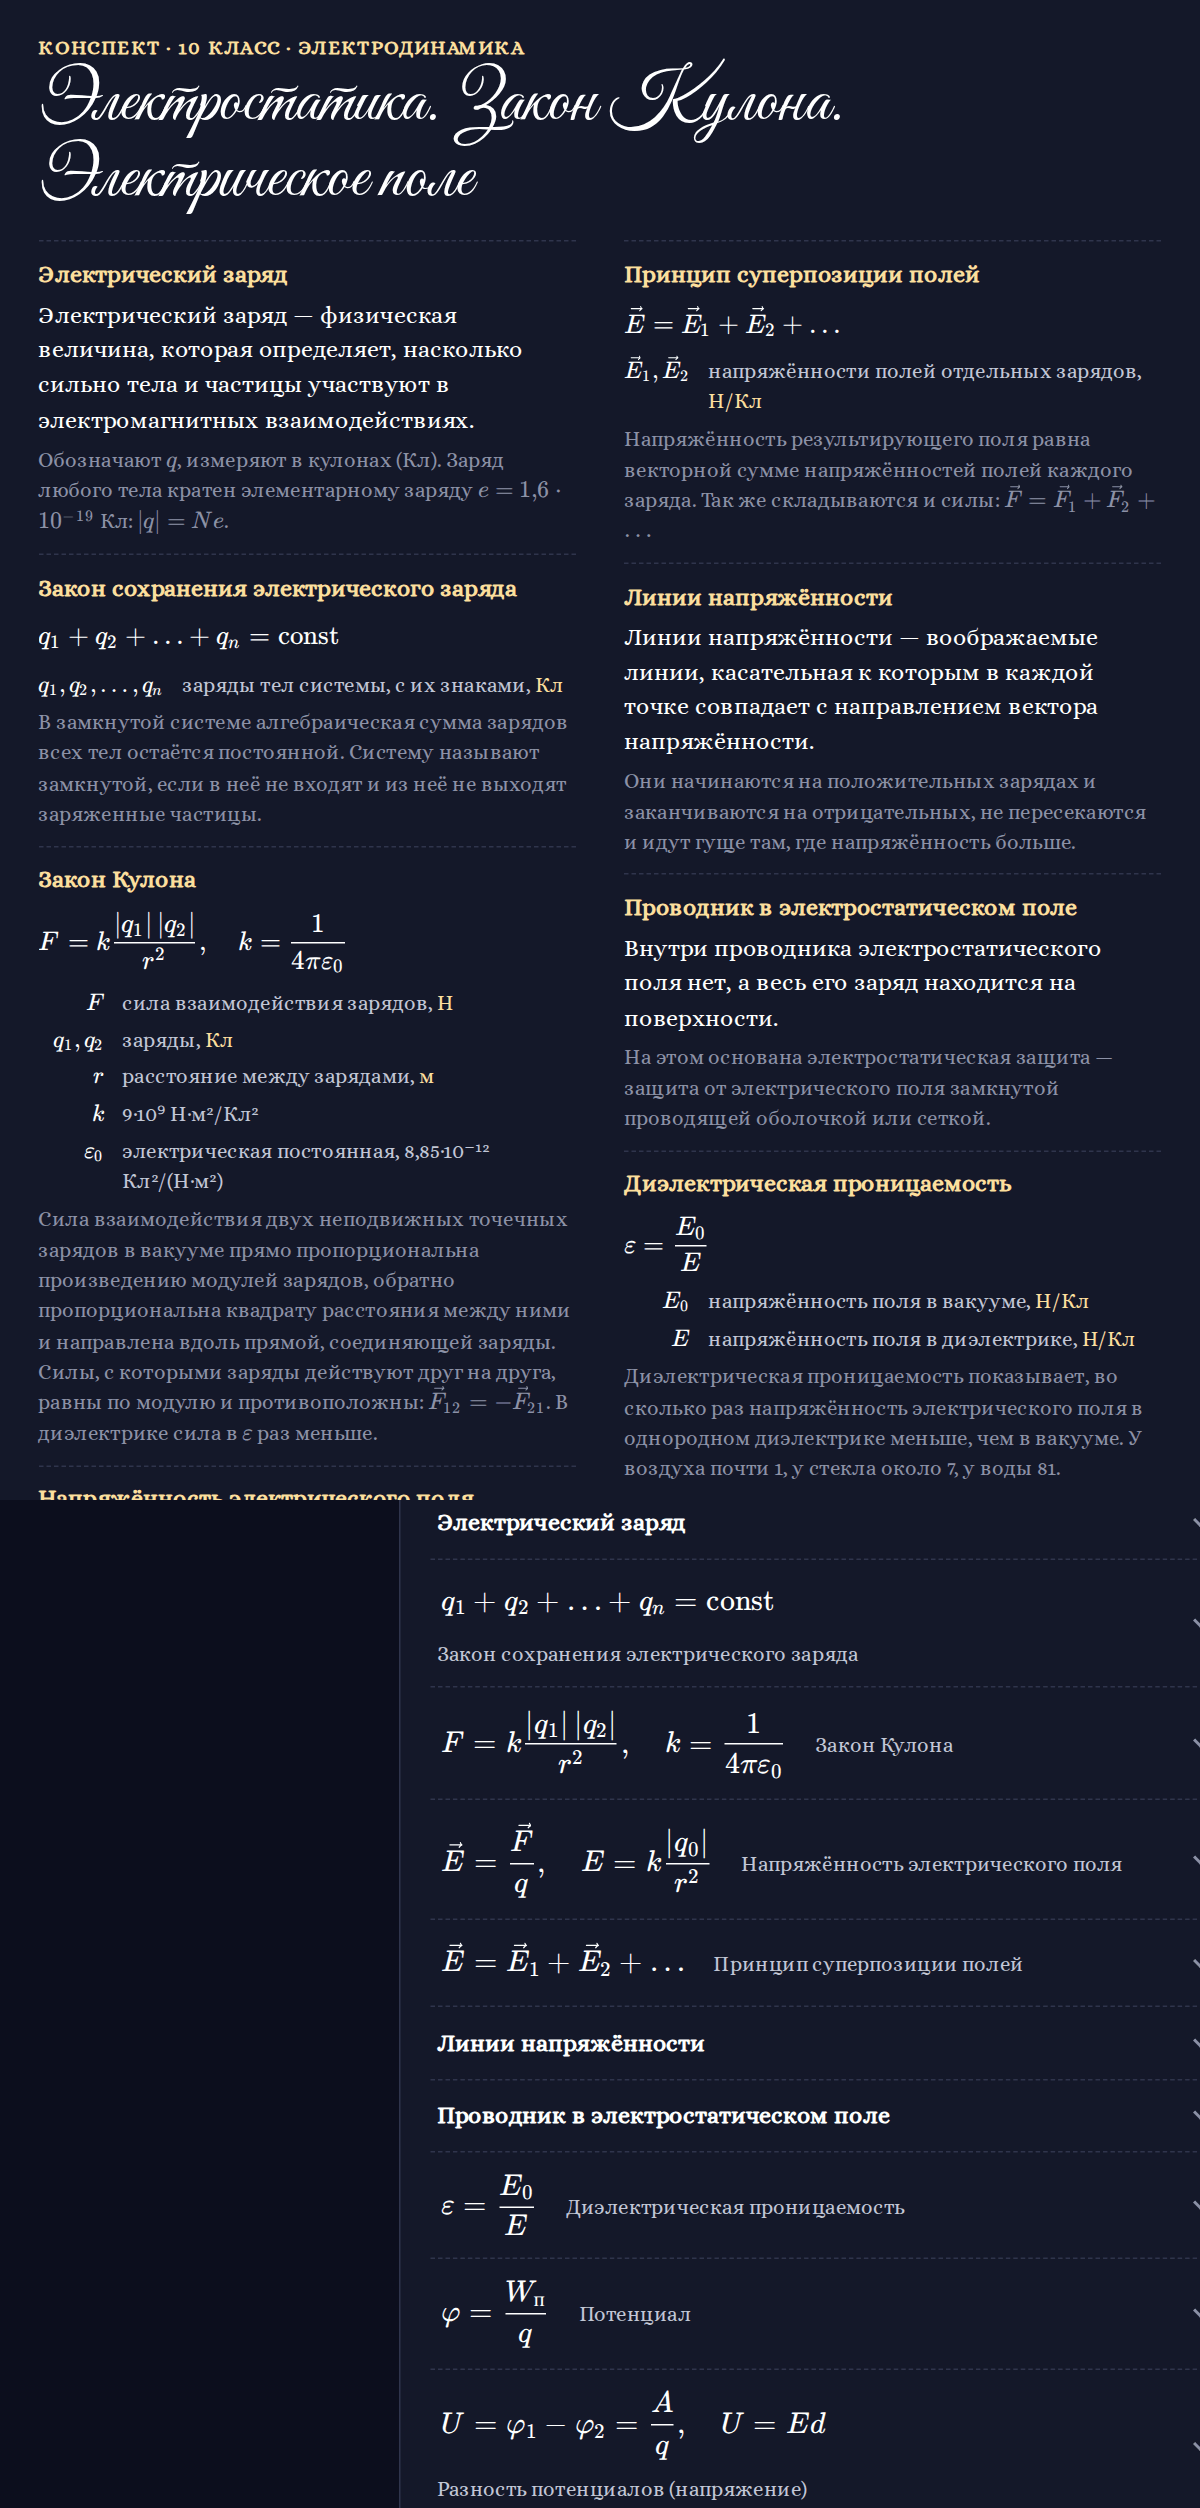 КОНСПЕКТ · 10 КЛАСС · ЭЛЕКТРОДИНАМИКА
Электростатика. Закон Кулона.
Электрическое поле
Электрический заряд
Электрический заряд — физическая
величина, которая определяет, насколько
сильно тела и частицы участвуют в
электромагнитных взаимодействиях.
Обозначают q, измеряют в кулонах (Кл). Заряд
любого тела кратен элементарному заряду e = 1,6 ·
10⁻¹⁹ Кл: |q| = Ne.
Закон сохранения электрического заряда
q₁ + q₂ + … + qₙ = const
q₁, q₂, …, qₙ заряды тел системы, с их знаками, Кл
В замкнутой системе алгебраическая сумма зарядов
всех тел остаётся постоянной. Систему называют
замкнутой, если в неё не входят и из неё не выходят
заряженные частицы.
Закон Кулона
F = k |q₁| |q₂| / r², k = 1 / 4πε₀
F сила взаимодействия зарядов, Н
q₁, q₂ заряды, Кл
r расстояние между зарядами, м
k 9·10⁹ Н·м²/Кл²
ε₀ электрическая постоянная, 8,85·10⁻¹²
Кл²/(Н·м²)
Сила взаимодействия двух неподвижных точечных
зарядов в вакууме прямо пропорциональна
произведению модулей зарядов, обратно
пропорциональна квадрату расстояния между ними
и направлена вдоль прямой, соединяющей заряды.
Силы, с которыми заряды действуют друг на друга,
равны по модулю и противоположны: F⃗₁₂ = −F⃗₂₁. В
диэлектрике сила в ε раз меньше.
Напряжённость электрического поля
Принцип суперпозиции полей
E⃗ = E⃗₁ + E⃗₂ + …
E⃗₁, E⃗₂ напряжённости полей отдельных зарядов,
Н/Кл
Напряжённость результирующего поля равна
векторной сумме напряжённостей полей каждого
заряда. Так же складываются и силы: F⃗ = F⃗₁ + F⃗₂ +
…
Линии напряжённости
Линии напряжённости — воображаемые
линии, касательная к которым в каждой
точке совпадает с направлением вектора
напряжённости.
Они начинаются на положительных зарядах и
заканчиваются на отрицательных, не пересекаются
и идут гуще там, где напряжённость больше.
Проводник в электростатическом поле
Внутри проводника электростатического
поля нет, а весь его заряд находится на
поверхности.
На этом основана электростатическая защита —
защита от электрического поля замкнутой
проводящей оболочкой или сеткой.
Диэлектрическая проницаемость
ε = E₀ / E
E₀ напряжённость поля в вакууме, Н/Кл
E напряжённость поля в диэлектрике, Н/Кл
Диэлектрическая проницаемость показывает, во
сколько раз напряжённость электрического поля в
однородном диэлектрике меньше, чем в вакууме. У
воздуха почти 1, у стекла около 7, у воды 81.
Электрический заряд
q₁ + q₂ + … + qₙ = const
Закон сохранения электрического заряда
F = k |q₁| |q₂| / r², k = 1 / 4πε₀ Закон Кулона
E⃗ = F⃗ / q, E = k |q₀| / r² Напряжённость электрического поля
E⃗ = E⃗₁ + E⃗₂ + … Принцип суперпозиции полей
Линии напряжённости
Проводник в электростатическом поле
ε = E₀ / E Диэлектрическая проницаемость
φ = Wп / q Потенциал
U = φ₁ − φ₂ = A / q, U = Ed
Разность потенциалов (напряжение)